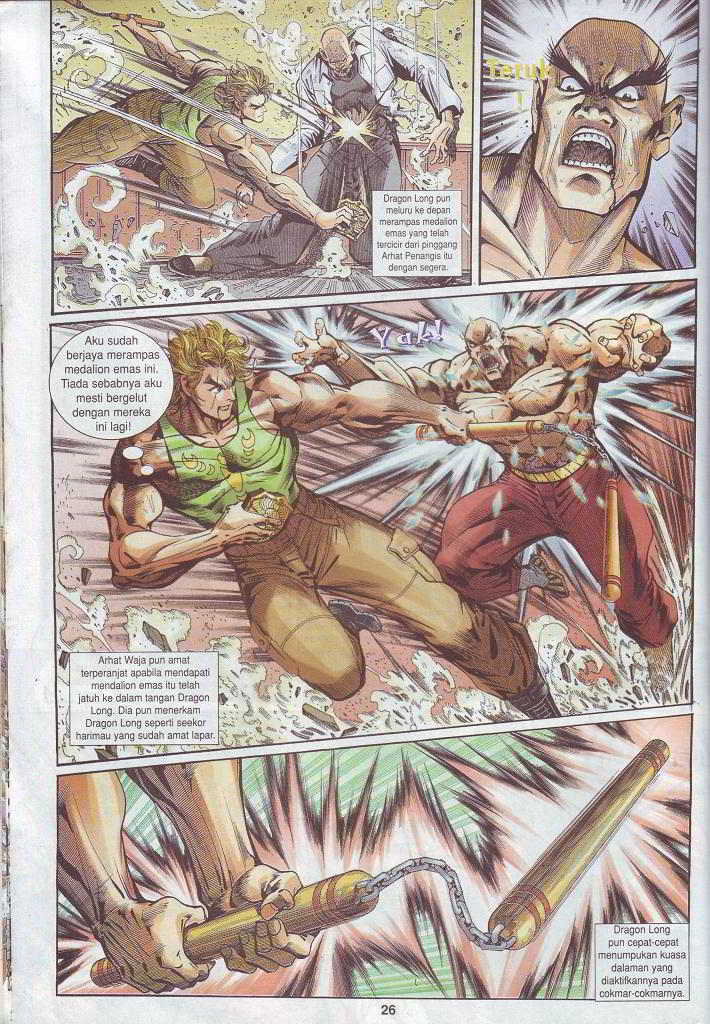 Dragon Long pun
meluru ke depan
merampas medalion
emas yang telah
tercicir dari pinggang
Arhat Penangis itu
dengan segera.
Teruk
!
Aku sudah
berjaya merampas
medalion emas ini.
Tiada sebabnya aku
mesti bergelut
dengan mereka
ini lagi!
Yak!
Arhat Waja pun amat
terperanjat apabila mendapati
mendalion emas itu telah
jatuh ke dalam tangan Dragon
Long. Dia pun menerkam
Dragon Long seperti seekor
harimau yang sudah amat lapar.
Dragon Long
pun cepat-cepat
menumpukan kuasa
dalaman yang
diaktifkannya pada
cokmar-cokmarnya.
26